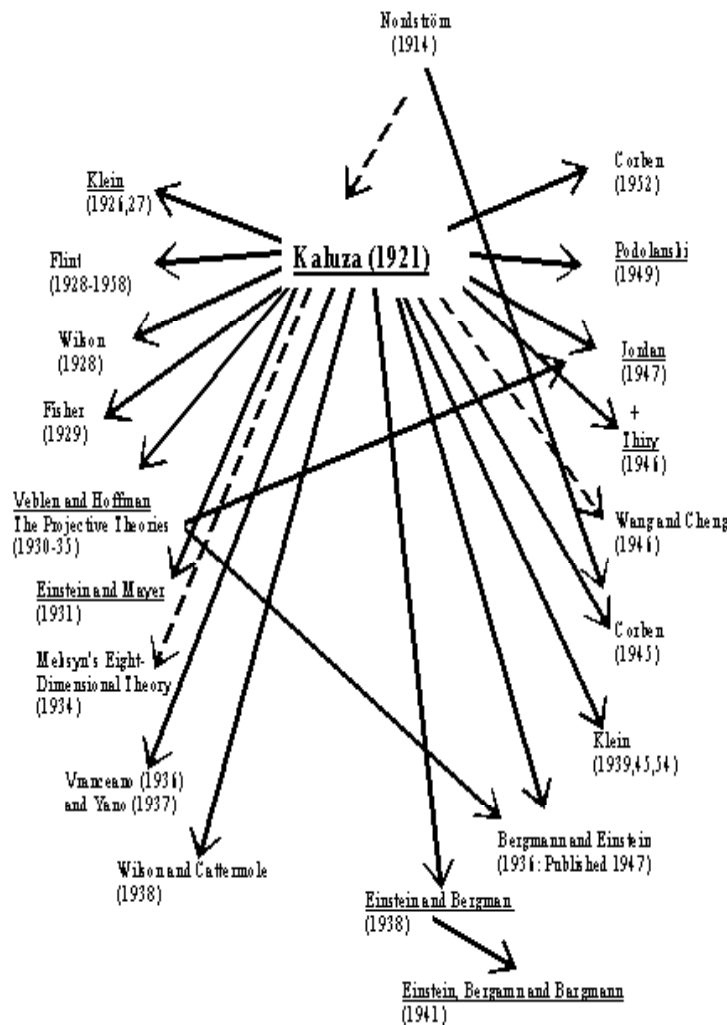 Nordström
(1914)
Klein
(1926,27)
Corben
(1952)
Flint
(1928-1958)
Kaluza (1921)
Podolanski
(1949)
Wilson
(1928)
Jordan
(1947)
Fisher
(1929)
+
Thiry
(1946)
Veblen and Hoffman
The Projective Theories
(1930-35)
Wang and Cheng
(1946)
Einstein and Mayer
(1931)
Corben
(1945)
Mehsyn's Eight-
Dimensional Theory
(1934)
Klein
(1939,45,54)
Vranceano (1936)
and Yano (1937)
Bergmann and Einstein
(1936: Published 1947)
Wilson and Cattermole
(1938)
Einstein and Bergman
(1938)
Einstein, Bergamn and Bargmann
(1941)